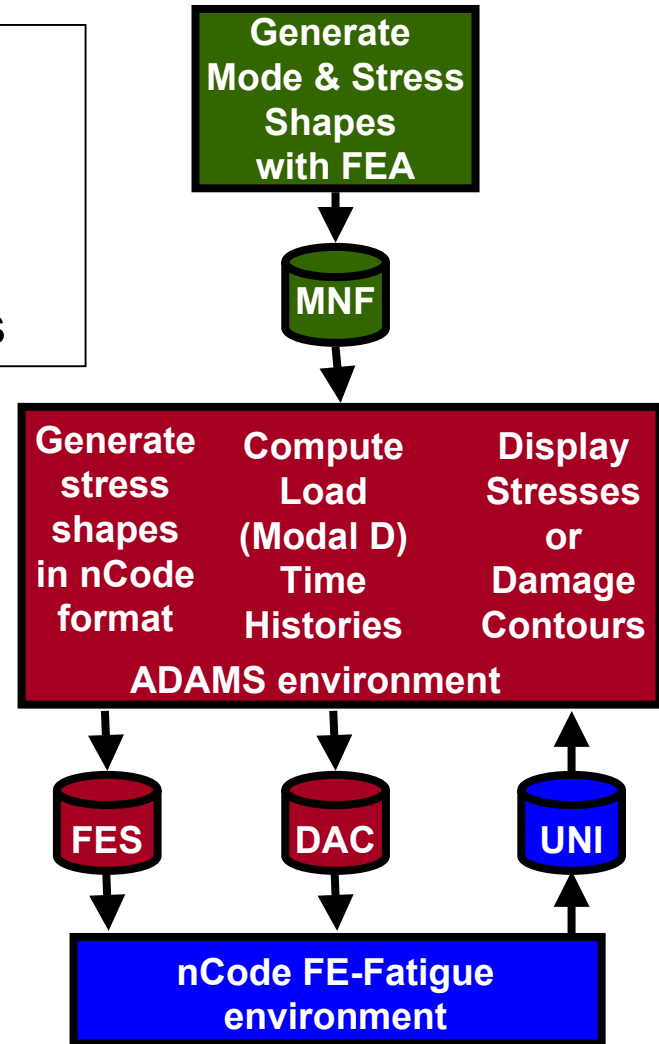 Generate
Mode & Stress
Shapes
with FEA
MNF
s
Generate
stress
shapes
in nCode
format
Compute
Load
(Modal D)
Time
Histories
Display
Stresses
or
Damage
Contours
ADAMS environment
FES
DAC
UNI
nCode FE-Fatigue
environment